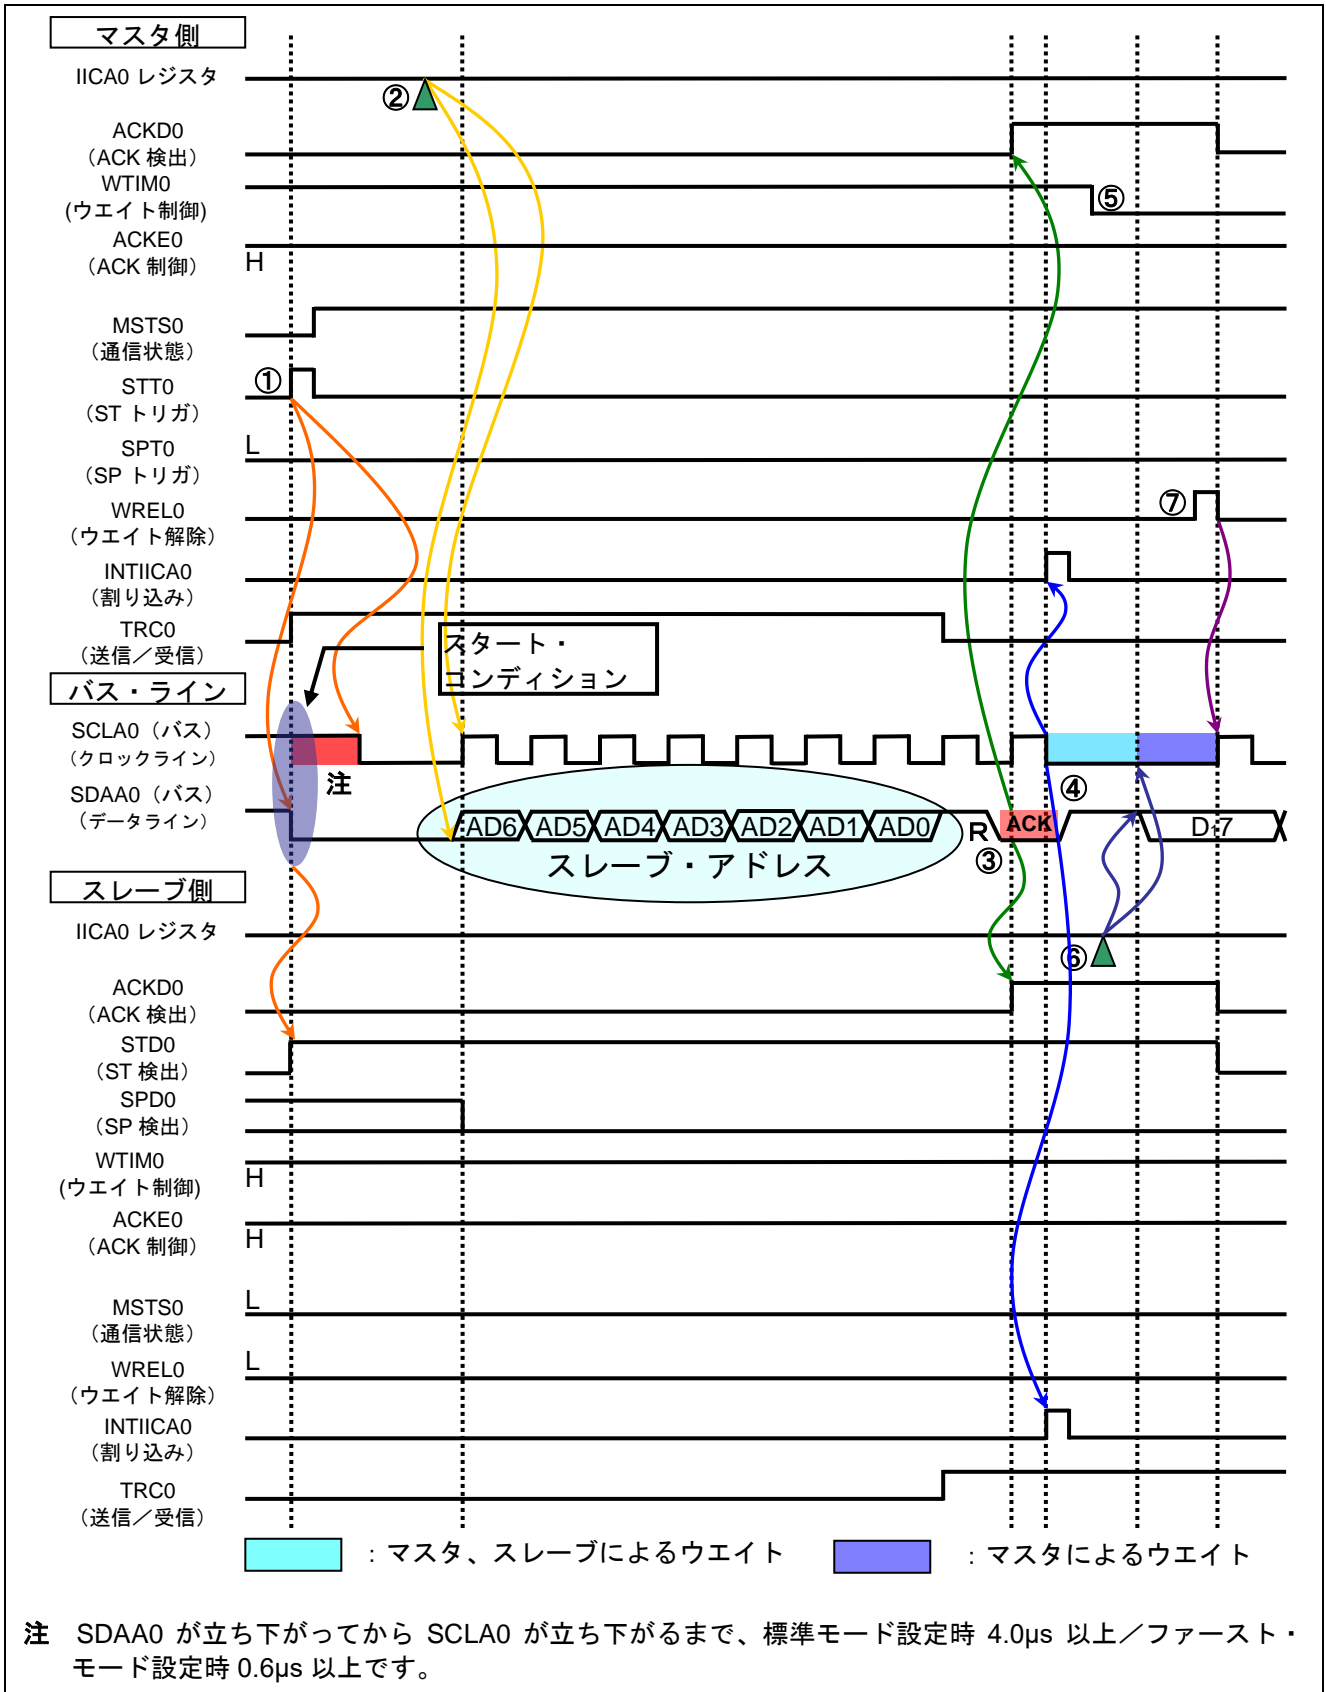 マスタ側
IICA0 レジスタ
②
ACKD0
（ACK 検出）
WTIM0
(ウエイト制御)
⑤
ACKE0
（ACK 制御）
H
MSTS0
（通信状態）
①
STT0
（ST トリガ）
SPT0
（SP トリガ）
L
WREL0
（ウエイト解除）
⑦
INTIICA0
（割り込み）
TRC0
（送信／受信）
スタート・
コンディション
バス・ライン
SCLA0（バス）
（クロックライン）
注
④
SDAA0（バス）
（データライン）
AD6 AD5 AD4 AD3 AD2 AD1 AD0 R ACK D₁7
③
スレーブ・アドレス
スレーブ側
IICA0 レジスタ
⑥
ACKD0
（ACK 検出）
STD0
（ST 検出）
SPD0
（SP 検出）
WTIM0
(ウエイト制御)
H
ACKE0
（ACK 制御）
H
MSTS0
（通信状態）
L
WREL0
（ウエイト解除）
L
INTIICA0
（割り込み）
TRC0
（送信／受信）
：マスタ、スレーブによるウエイト ：マスタによるウエイト
注 SDAA0 が立ち下がってから SCLA0 が立ち下がるまで、標準モード設定時 4.0μs 以上／ファースト・
モード設定時 0.6μs 以上です。